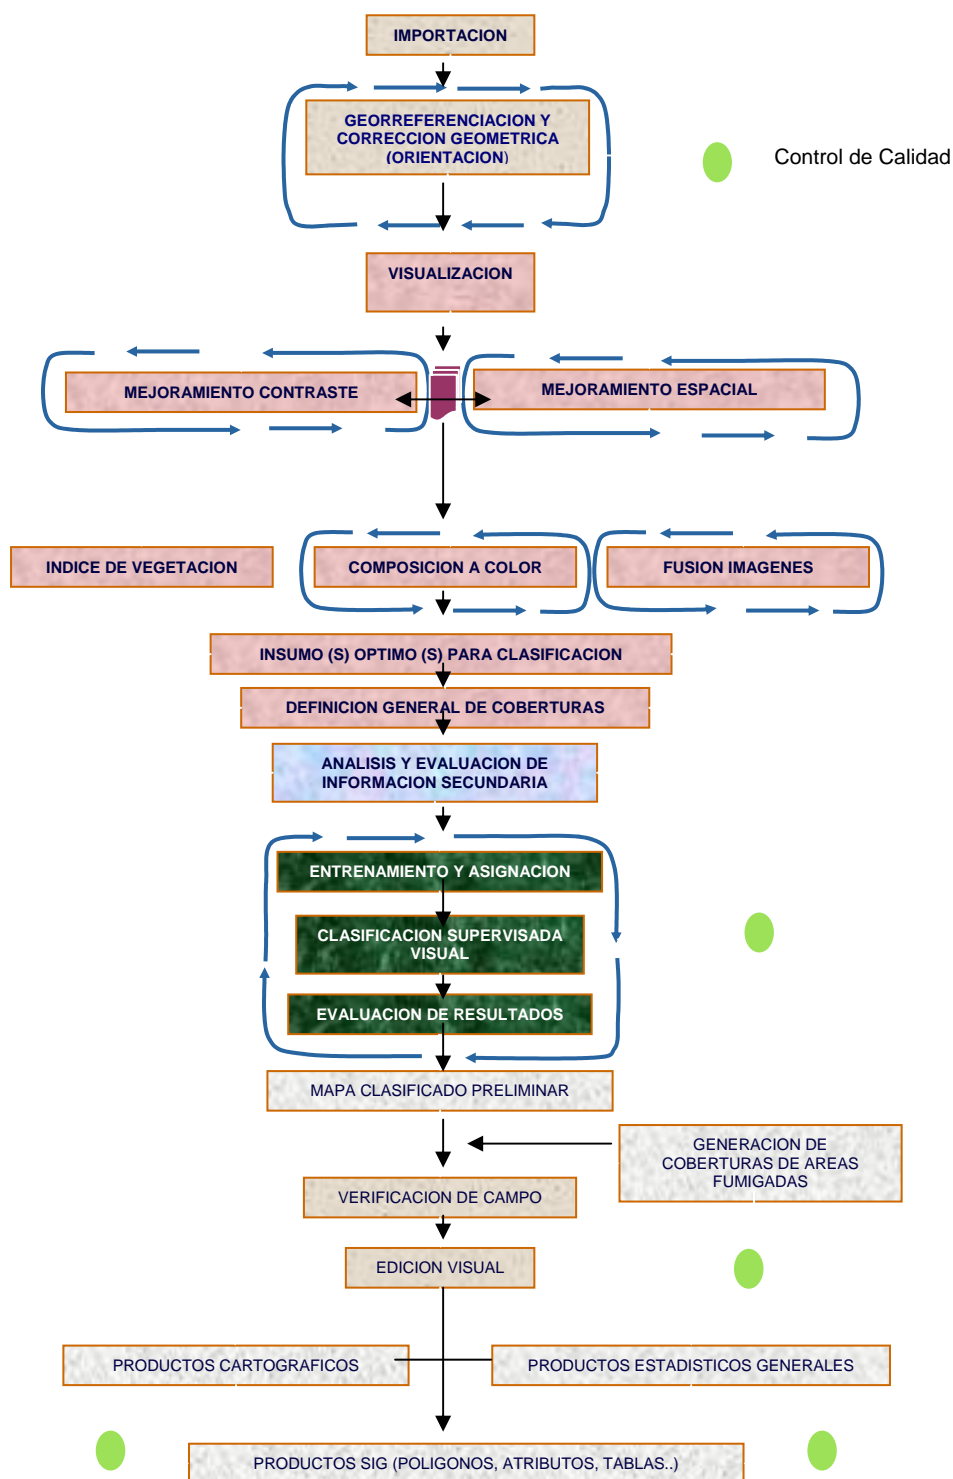 IMPORTACION
GEORREFERENCIACION Y
CORRECCION GEOMETRICA
(ORIENTACION)
Control de Calidad
VISUALIZACION
MEJORAMIENTO CONTRASTE
MEJORAMIENTO ESPACIAL
INDICE DE VEGETACION
COMPOSICION A COLOR
FUSION IMAGENES
INSUMO (S) OPTIMO (S) PARA CLASIFICACION
DEFINICION GENERAL DE COBERTURAS
ANALISIS Y EVALUACION DE
INFORMACION SECUNDARIA
ENTRENAMIENTO Y ASIGNACION
CLASIFICACION SUPERVISADA
VISUAL
EVALUACION DE RESULTADOS
MAPA CLASIFICADO PRELIMINAR
GENERACION DE
COBERTURAS DE AREAS
FUMIGADAS
VERIFICACION DE CAMPO
EDICION VISUAL
PRODUCTOS CARTOGRAFICOS
PRODUCTOS ESTADISTICOS GENERALES
PRODUCTOS SIG (POLIGONOS, ATRIBUTOS, TABLAS..)